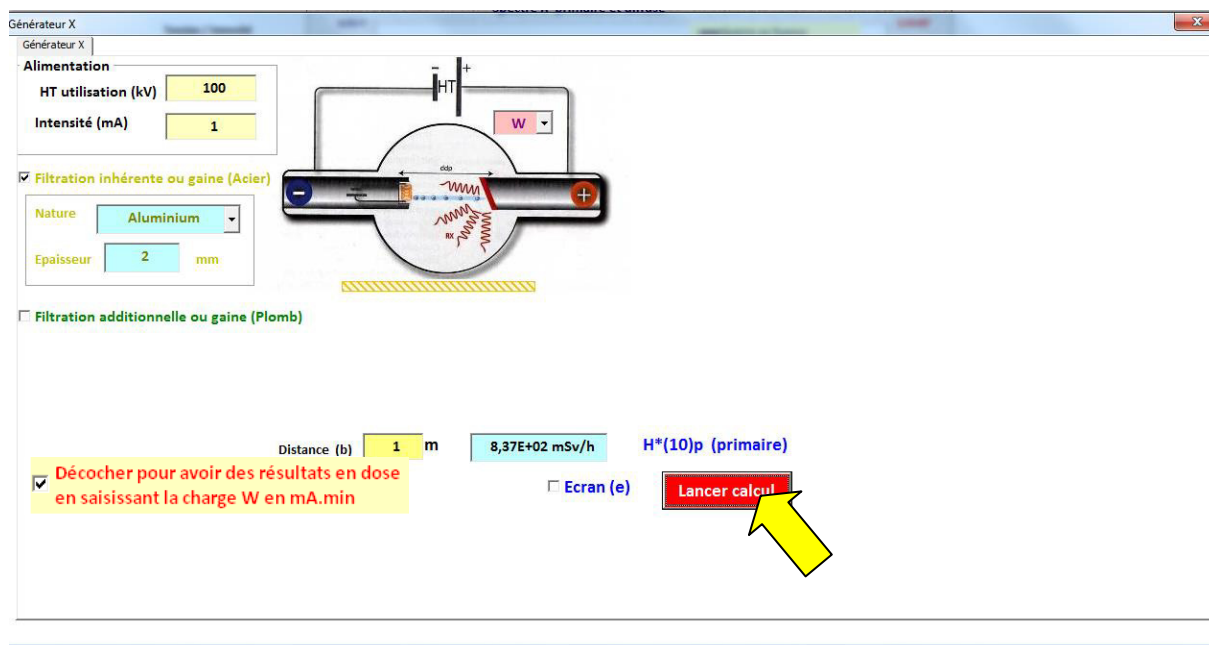 Générateur X
Générateur X
Alimentation
HT utilisation (kV) 100
Intensité (mA) 1
- +
HT
W
ddp
RX
- +
Filtration inhérente ou gaine (Acier)
Nature Aluminium
Epaisseur 2 mm
Filtration additionnelle ou gaine (Plomb)
Distance (b) 1 m 8,37E+02 mSv/h H*(10)p (primaire)
Décocher pour avoir des résultats en dose
en saisissant la charge W en mA.min
Ecran (e)
Lancer calcul